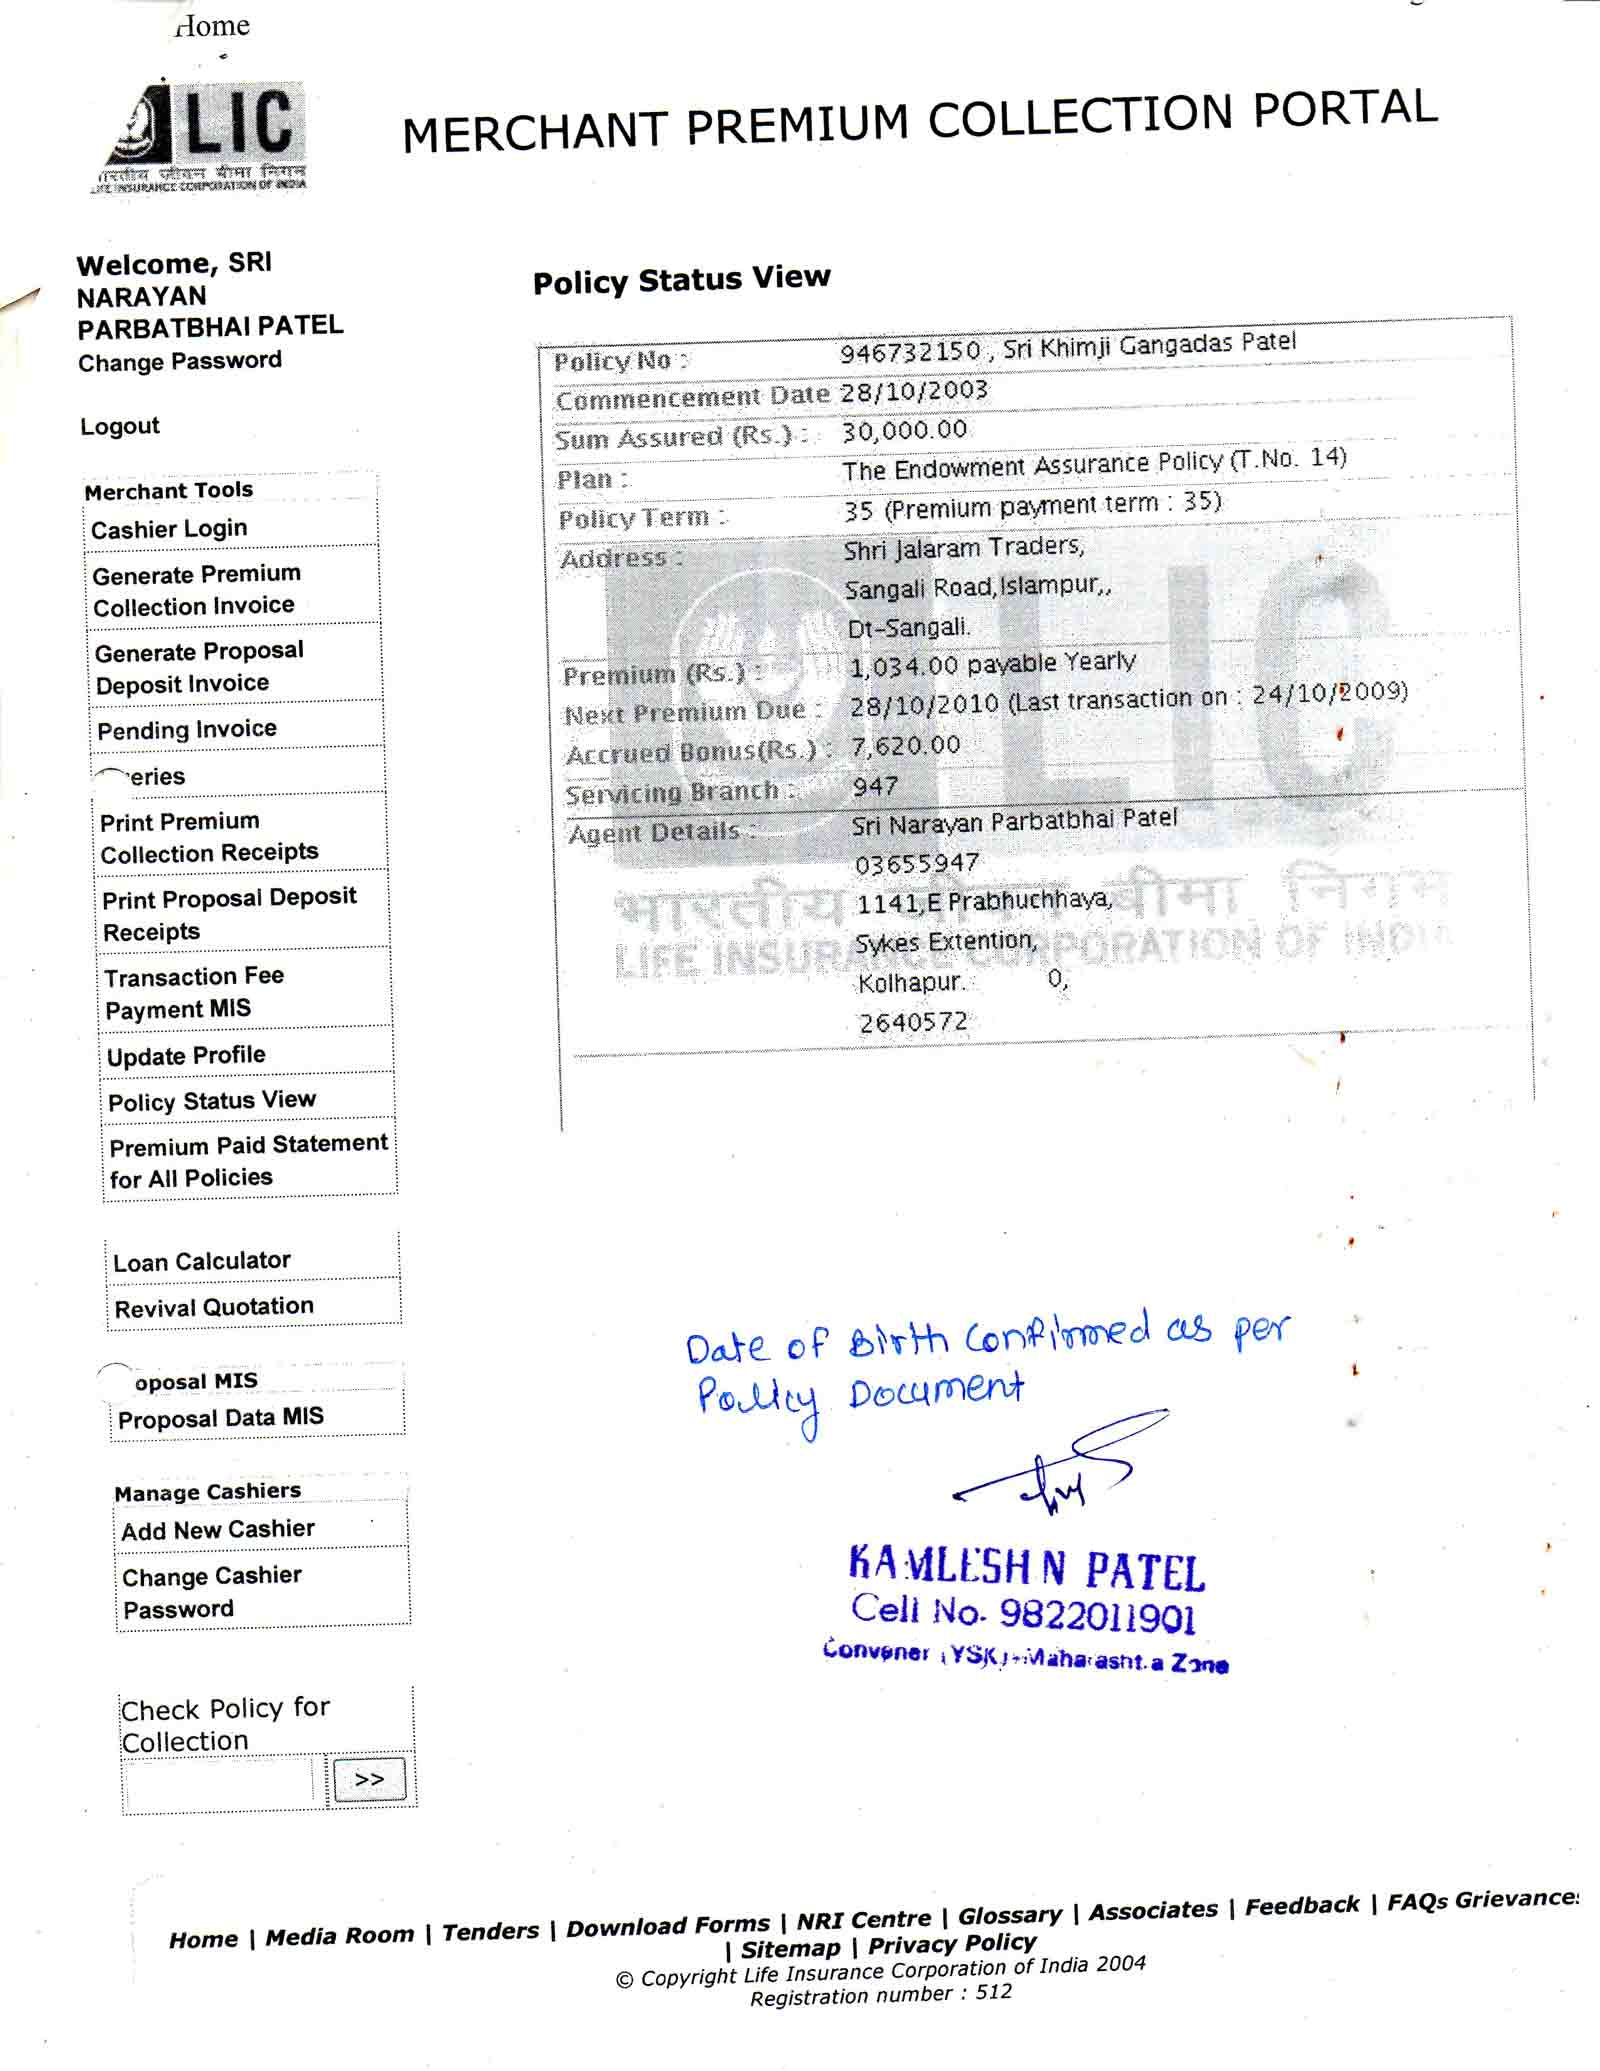 Home
LIC
भारतीय जीवन बीमा निगम
LIFE INSURANCE CORPORATION OF INDIA
MERCHANT PREMIUM COLLECTION PORTAL
Welcome, SRI
NARAYAN
PARBATBHAI PATEL
Change Password
Logout
Merchant Tools
Cashier Login
Generate Premium
Collection Invoice
Generate Proposal
Deposit Invoice
Pending Invoice
eries
Print Premium
Collection Receipts
Print Proposal Deposit
Receipts
Transaction Fee
Payment MIS
Update Profile
Policy Status View
Premium Paid Statement
for All Policies
Loan Calculator
Revival Quotation
oposal MIS
Proposal Data MIS
Manage Cashiers
Add New Cashier
Change Cashier
Password
Check Policy for
Collection
>>
Policy Status View
Policy No : 946732150 , Sri Khimji Gangadas Patel
Commencement Date 28/10/2003
Sum Assured (Rs.) : 30,000.00
Plan : The Endowment Assurance Policy (T.No. 14)
Policy Term : 35 (Premium payment term : 35)
Address : Shri Jalaram Traders,
Sangali Road,Islampur,,
Dt-Sangali.
Premium (Rs.) : 1,034.00 payable Yearly
Next Premium Due : 28/10/2010 (Last transaction on : 24/10/2009)
Accrued Bonus(Rs.) : 7,620.00
Servicing Branch : 947
Agent Details : Sri Narayan Parbatbhai Patel
03655947
1141,E Prabhuchhaya,
Sykes Extention,
Kolhapur. 0,
2640572
LIC
भारतीय जीवन बीमा निगम
LIFE INSURANCE CORPORATION OF INDIA
Date of Birth Confirmed as per
Policy Document
KAMLESH N PATEL
Cell No. 9822011901
Convener (YSK)-Maharashtra Zone
Home | Media Room | Tenders | Download Forms | NRI Centre | Glossary | Associates | Feedback | FAQs Grievances
| Sitemap | Privacy Policy
© Copyright Life Insurance Corporation of India 2004
Registration number : 512